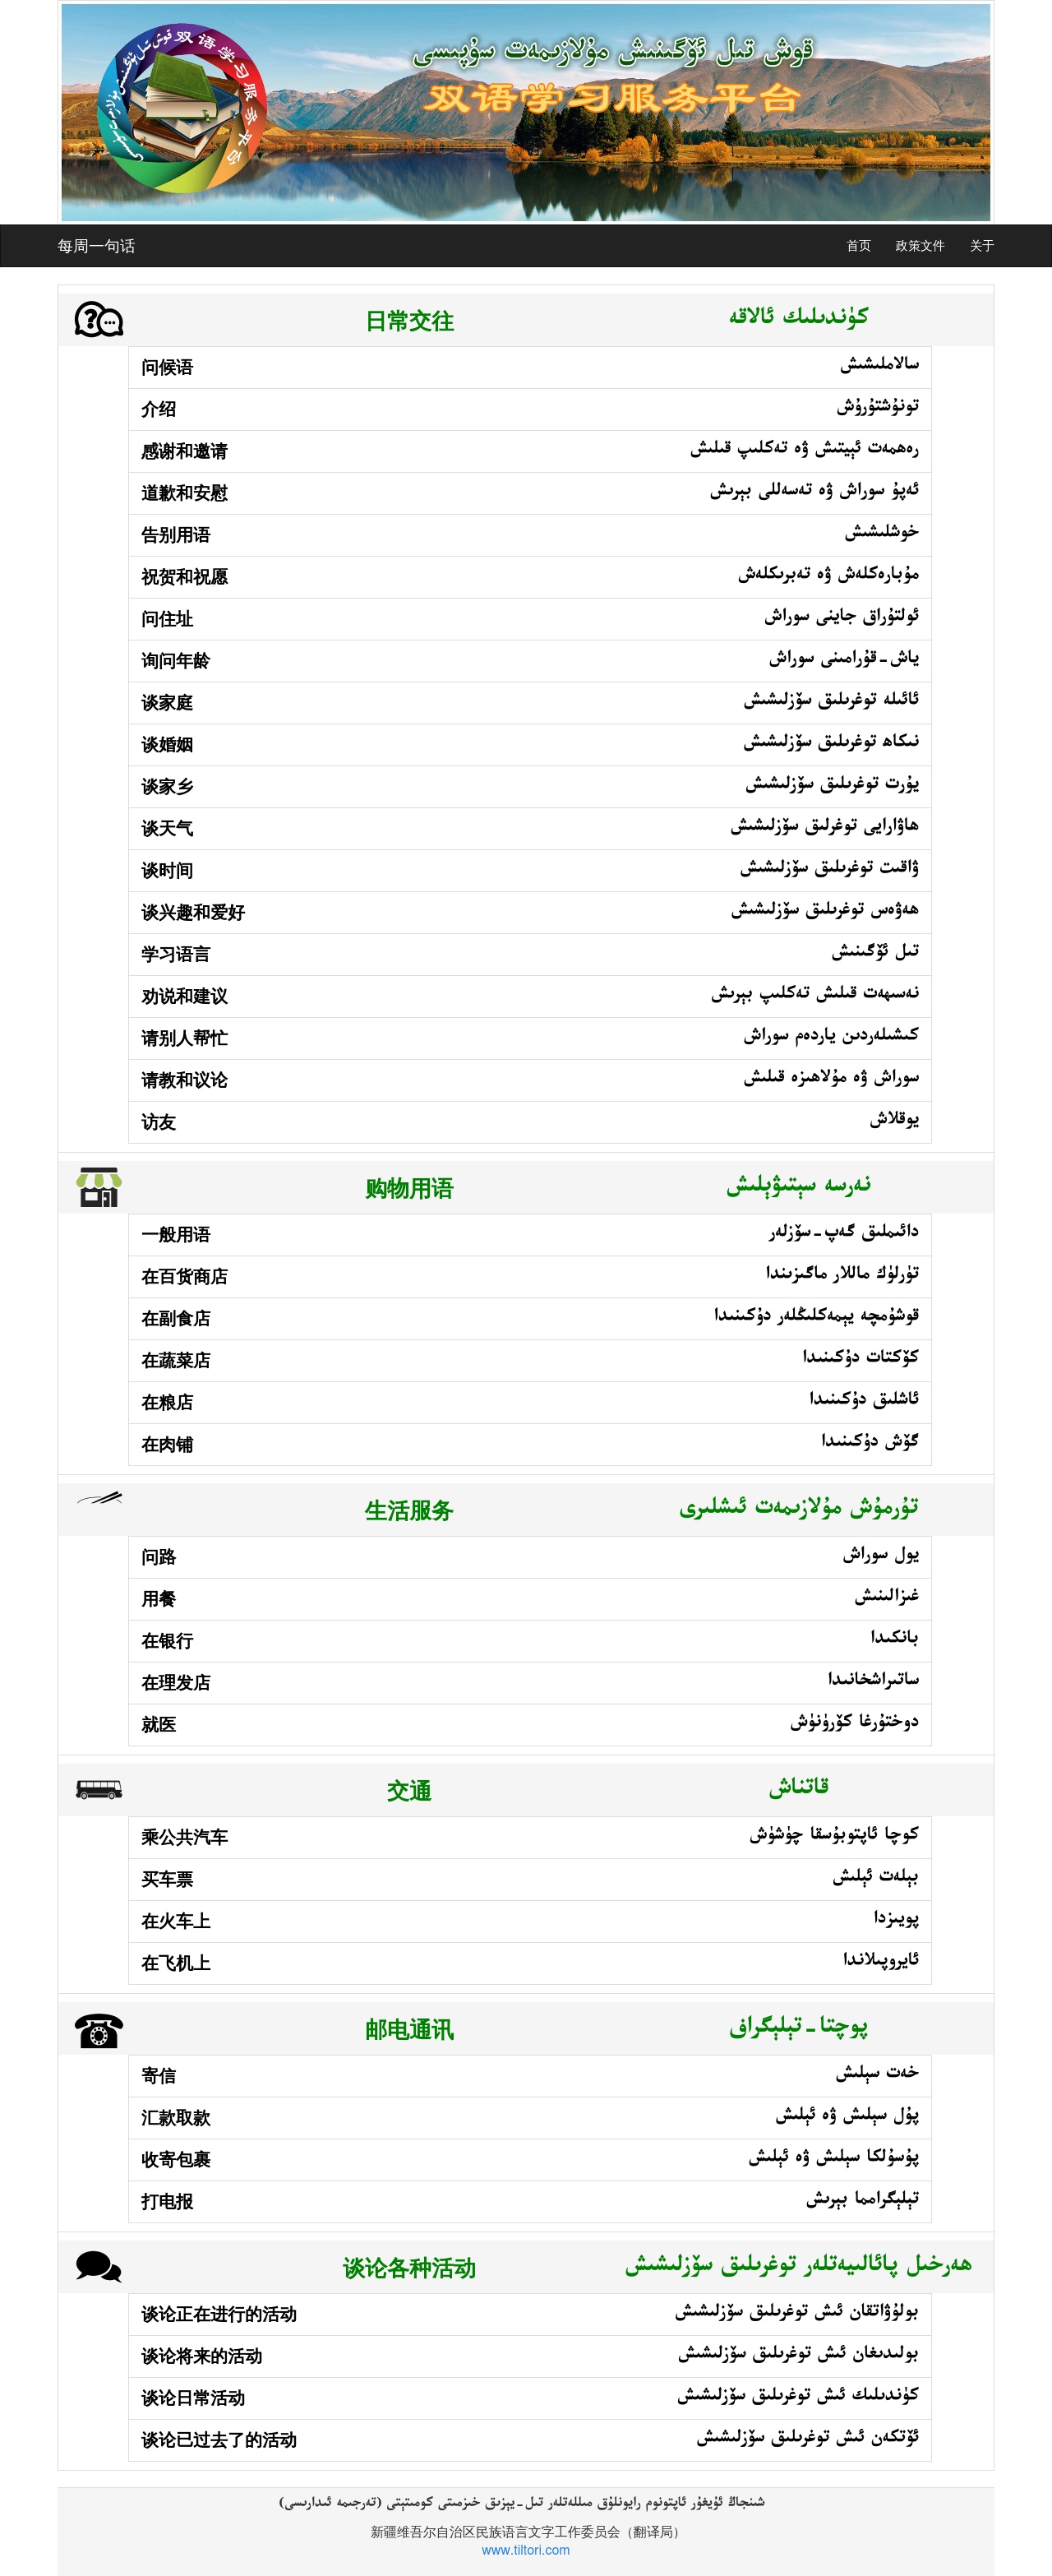 قوش تىل ئۆگىنىش مۇلازىمەت سۇپىسى
双语学习服务平台
双语学习服务平台
每周一句话 首页 政策文件 关于
日常交往 كۈندىلىك ئالاقە
问候语 سالاملىشىش
介绍 تونۇشتۇرۇش
感谢和邀请 رەھمەت ئېيتىش ۋە تەكلىپ قىلىش
道歉和安慰 ئەپۇ سوراش ۋە تەسەللى بېرىش
告别用语 خوشلىشىش
祝贺和祝愿 مۇبارەكلەش ۋە تەبرىكلەش
问住址 ئولتۇراق جاينى سوراش
询问年龄 ياش-قۇرامىنى سوراش
谈家庭 ئائىلە توغرىلىق سۆزلىشىش
谈婚姻 نىكاھ توغرىلىق سۆزلىشىش
谈家乡 يۇرت توغرىلىق سۆزلىشىش
谈天气 ھاۋارايى توغرلىق سۆزلىشىش
谈时间 ۋاقىت توغرىلىق سۆزلىشىش
谈兴趣和爱好 ھەۋەس توغرىلىق سۆزلىشىش
学习语言 تىل ئۆگىنىش
劝说和建议 نەسىھەت قىلىش تەكلىپ بېرىش
请别人帮忙 كىشىلەردىن ياردەم سوراش
请教和议论 سوراش ۋە مۇلاھىزە قىلىش
访友 يوقلاش
购物用语 نەرسە سېتىۋېلىش
一般用语 دائىملىق گەپ-سۆزلەر
在百货商店 تۈرلۈك ماللار ماگىزىندا
在副食店 قوشۇمچە يېمەكلىڭلەر دۇكىنىدا
在蔬菜店 كۆكتات دۇكىنىدا
在粮店 ئاشلىق دۇكىنىدا
在肉铺 گۆش دۇكىنىدا
生活服务 تۇرمۇش مۇلازىمەت ئىشلىرى
问路 يول سوراش
用餐 غىزالىنىش
在银行 بانكىدا
在理发店 ساتىراشخانىدا
就医 دوختۇرغا كۆرۈنۈش
交通 قاتناش
乘公共汽车 كوچا ئاپتوبۇسقا چۈشۈش
买车票 بېلەت ئېلىش
在火车上 پويىزدا
在飞机上 ئايروپىلاندا
邮电通讯 پوچتا-تېلېگراف
寄信 خەت سېلىش
汇款取款 پۇل سېلىش ۋە ئېلىش
收寄包裹 پۇسۇلكا سېلىش ۋە ئېلىش
打电报 تېلېگرامما بېرىش
谈论各种活动 ھەرخىل پائالىيەتلەر توغرىلىق سۆزلىشىش
谈论正在进行的活动 بولۇۋاتقان ئىش توغرىلىق سۆزلىشىش
谈论将来的活动 بولىدىغان ئىش توغرىلىق سۆزلىشىش
谈论日常活动 كۈندىلىك ئىش توغرىلىق سۆزلىشىش
谈论已过去了的活动 ئۆتكەن ئىش توغرىلىق سۆزلىشىش
شىنجاڭ ئۇيغۇر ئاپتونوم رايونلۇق مىللەتلەر تىل-يېزىق خىزمىتى كومىتېتى (تەرجىمە ئىدارىسى)
新疆维吾尔自治区民族语言文字工作委员会（翻译局）
www.tiltori.com